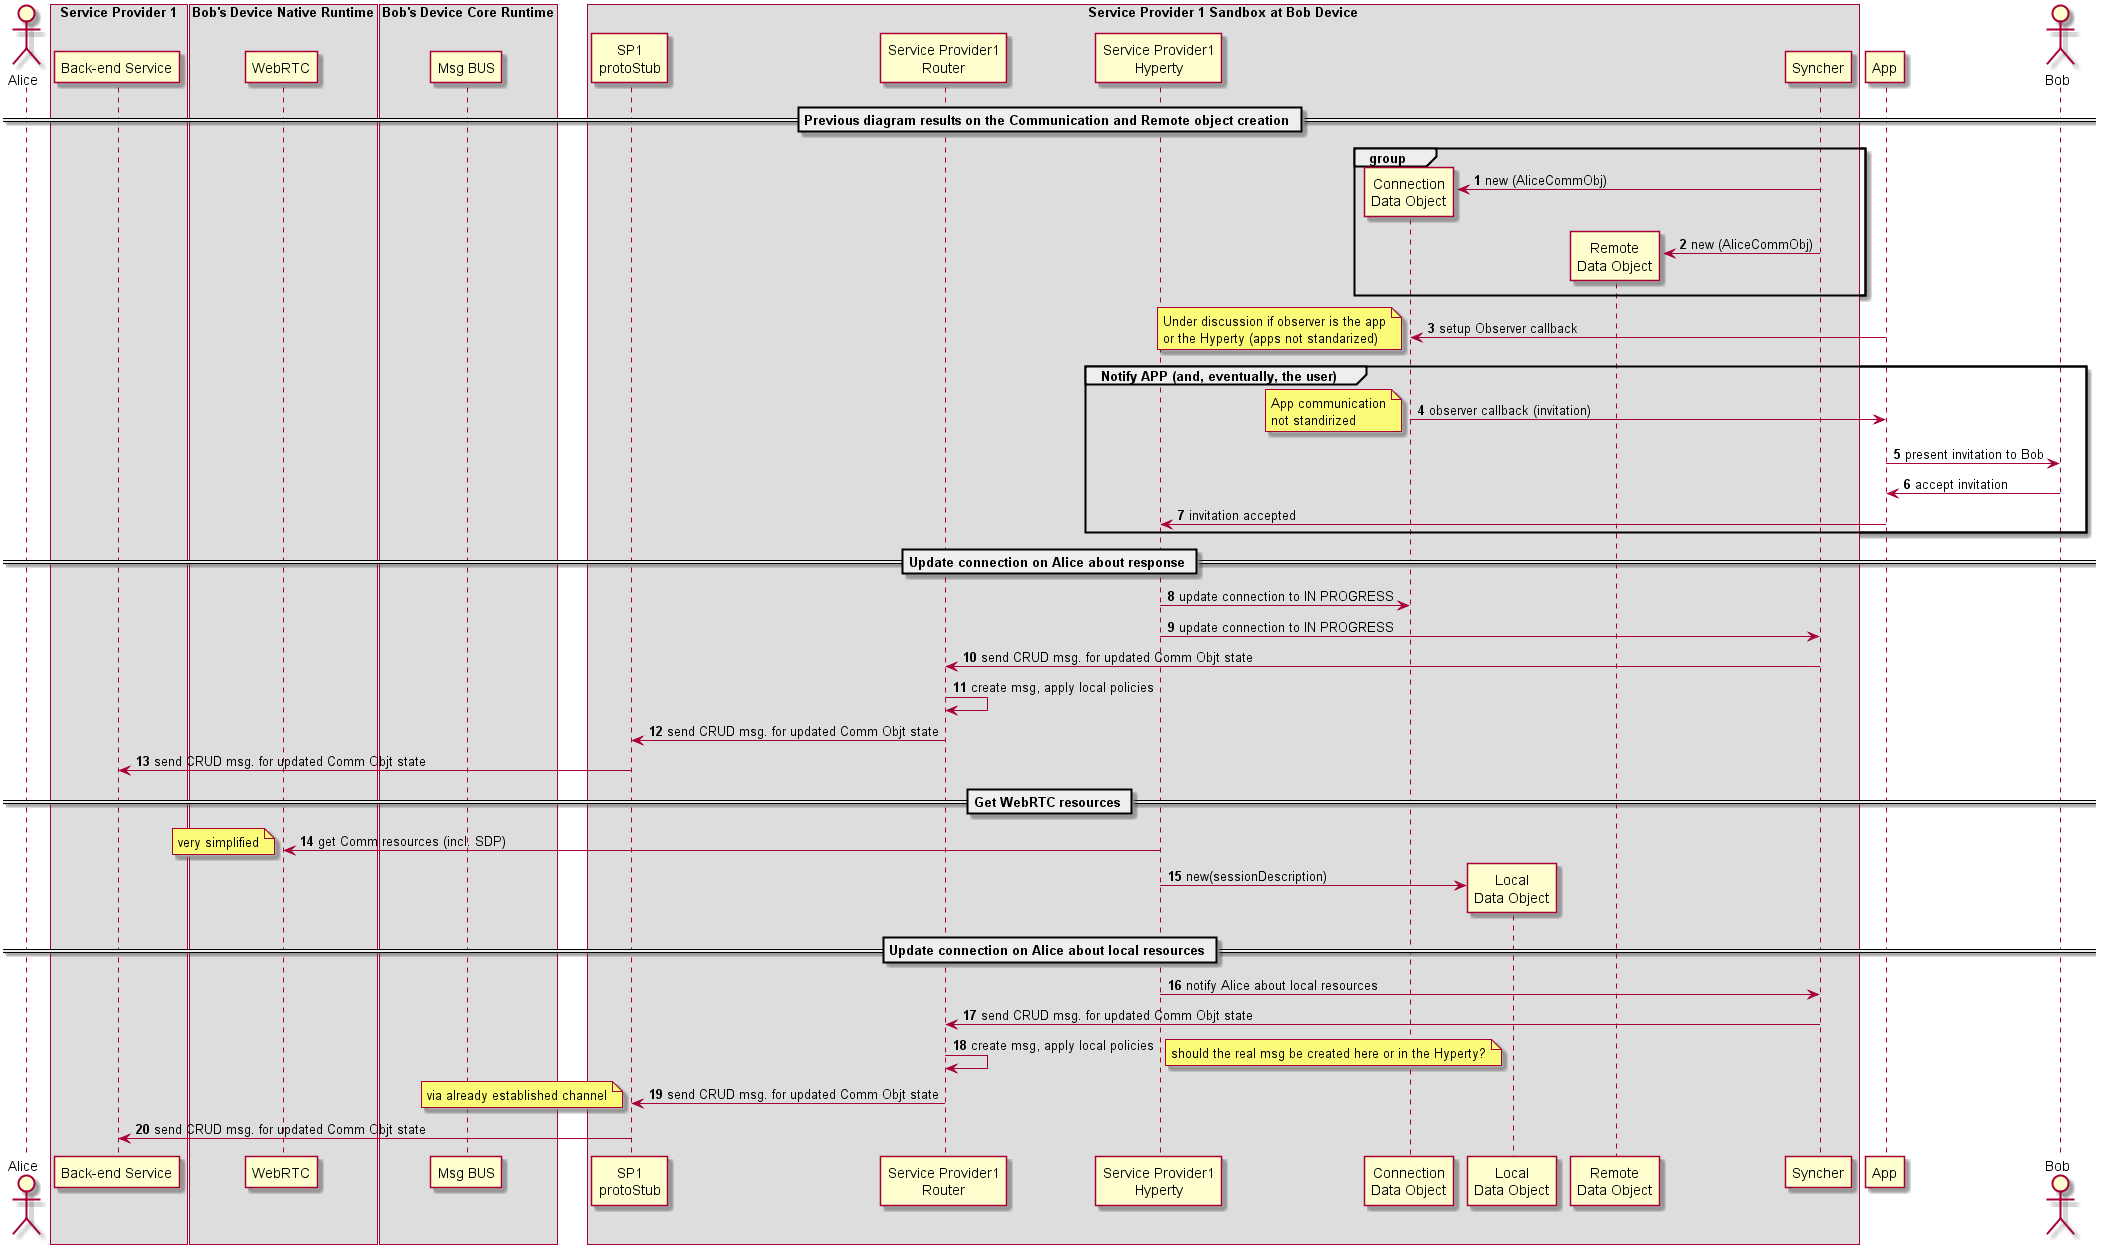 Service Provider 1
Bob's Device Native Runtime
Bob's Device Core Runtime
Service Provider 1 Sandbox at Bob Device
Alice
Back-end Service
WebRTC
Msg BUS
SP1
protoStub
Service Provider1
Router
Service Provider1
Hyperty
Syncher
App
Bob
Previous diagram results on the Communication and Remote object creation
group
Connection
Data Object
1 new (AliceCommObj)
Remote
Data Object
2 new (AliceCommObj)
Under discussion if observer is the app
or the Hyperty (apps not standarized)
3 setup Observer callback
Notify APP (and, eventually, the user)
App communication
not standirized
4 observer callback (invitation)
5 present invitation to Bob
6 accept invitation
7 invitation accepted
Update connection on Alice about response
8 update connection to IN PROGRESS
9 update connection to IN PROGRESS
10 send CRUD msg. for updated Comm Objt state
11 create msg, apply local policies
12 send CRUD msg. for updated Comm Objt state
13 send CRUD msg. for updated Comm Objt state
Get WebRTC resources
very simplified
14 get Comm resources (incl. SDP)
15 new(sessionDescription)
Local
Data Object
Update connection on Alice about local resources
16 notify Alice about local resources
17 send CRUD msg. for updated Comm Objt state
18 create msg, apply local policies
should the real msg be created here or in the Hyperty?
via already established channel
19 send CRUD msg. for updated Comm Objt state
20 send CRUD msg. for updated Comm Objt state
Alice
Back-end Service
WebRTC
Msg BUS
SP1
protoStub
Service Provider1
Router
Service Provider1
Hyperty
Connection
Data Object
Local
Data Object
Remote
Data Object
Syncher
App
Bob